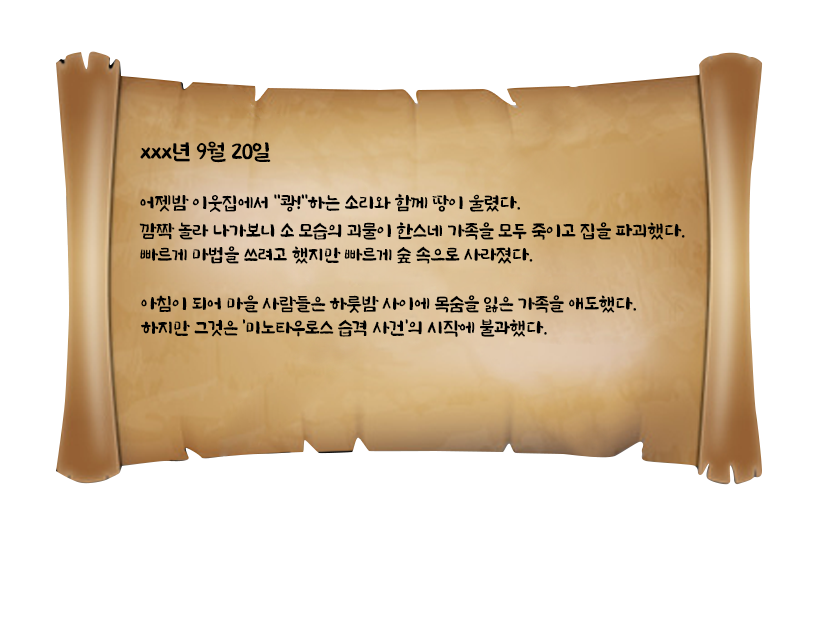 xxx년 9월 20일
어젯밤 이웃집에서 "쾅!"하는 소리와 함께 땅이 울렸다.
깜짝 놀라 나가보니 소 모습의 괴물이 한스네 가족을 모두 죽이고 집을 파괴했다.
빠르게 마법을 쓰려고 했지만 빠르게 숲 속으로 사라졌다.
아침이 되어 마을 사람들은 하룻밤 사이에 목숨을 잃은 가족을 애도했다.
하지만 그것은 '미노타우로스 습격 사건'의 시작에 불과했다.